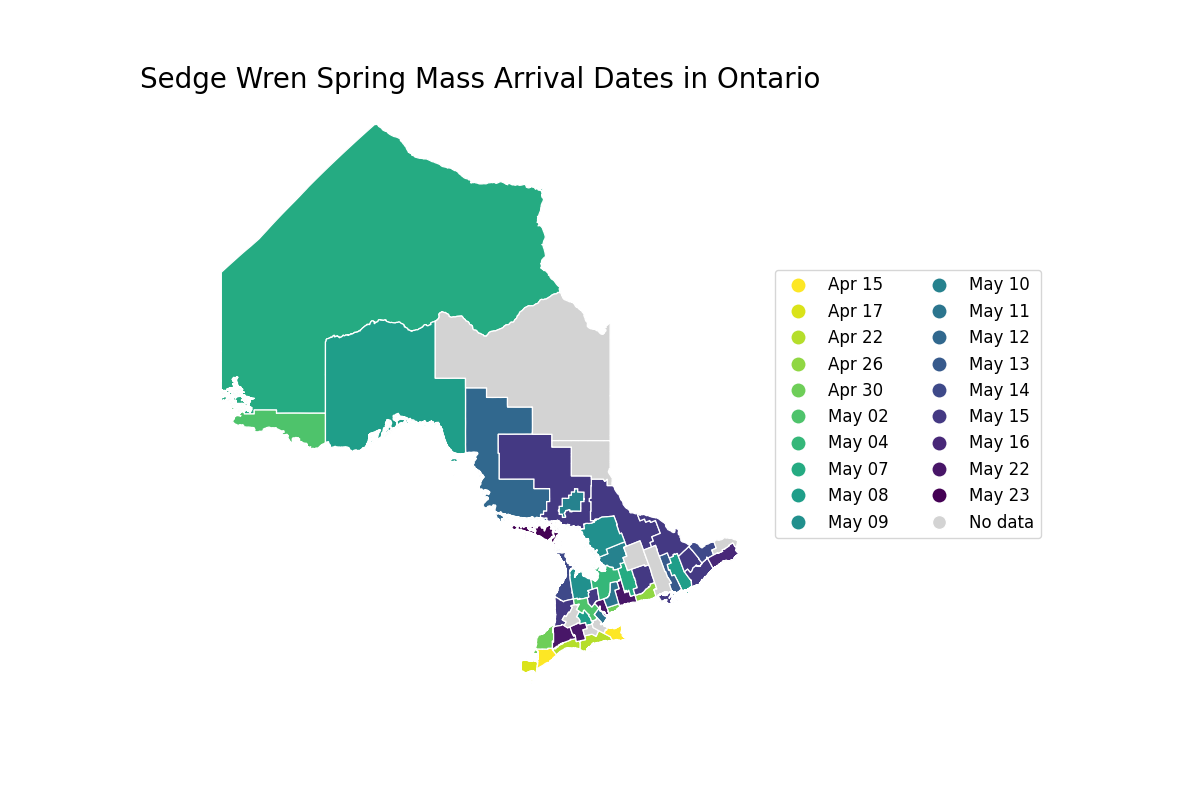 Sedge Wren Spring Mass Arrival Dates in Ontario
Apr 15
Apr 17
Apr 22
Apr 26
Apr 30
May 02
May 04
May 07
May 08
May 09
May 10
May 11
May 12
May 13
May 14
May 15
May 16
May 22
May 23
No data